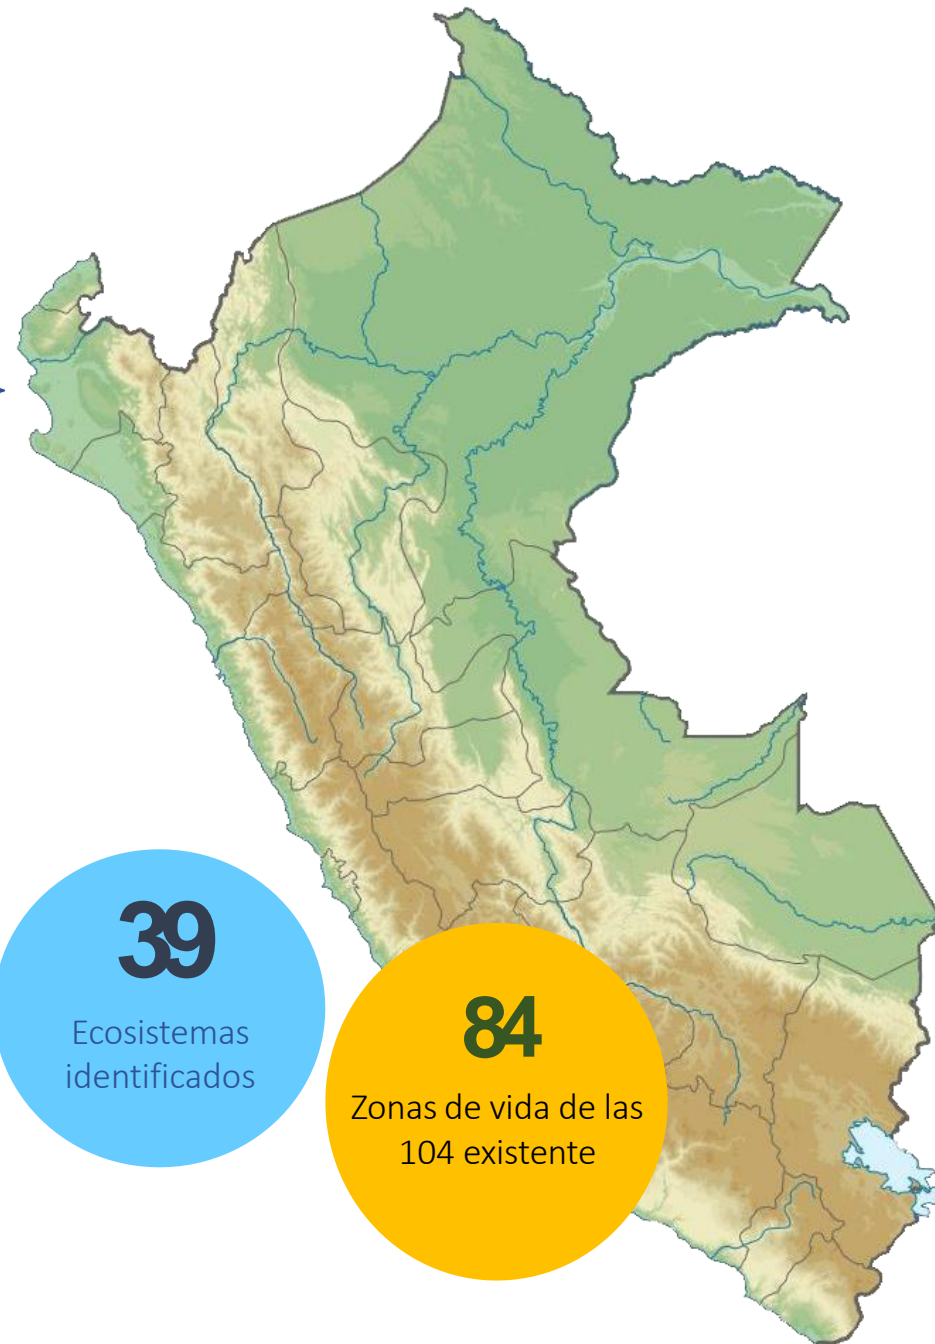 39
Ecosistemas
identificados
84
Zonas de vida de las
104 existente